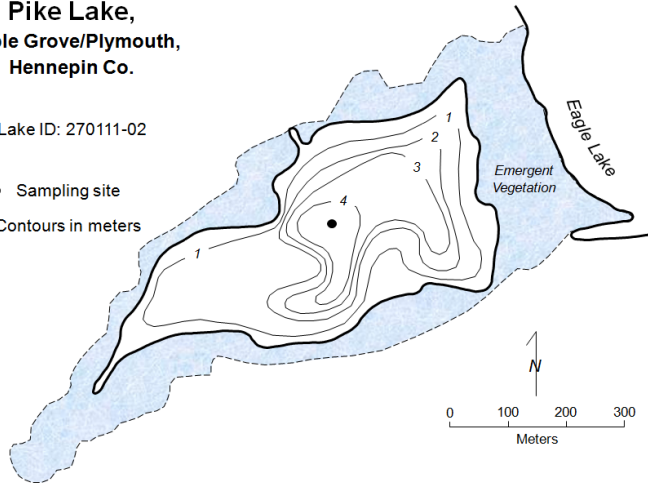 Pike Lake,
ple Grove/Plymouth,
Hennepin Co.
Lake ID: 270111-02
Sampling site
Contours in meters
1
2
3
4
1
Emergent
Vegetation
Eagle Lake
N
0 100 200 300
Meters